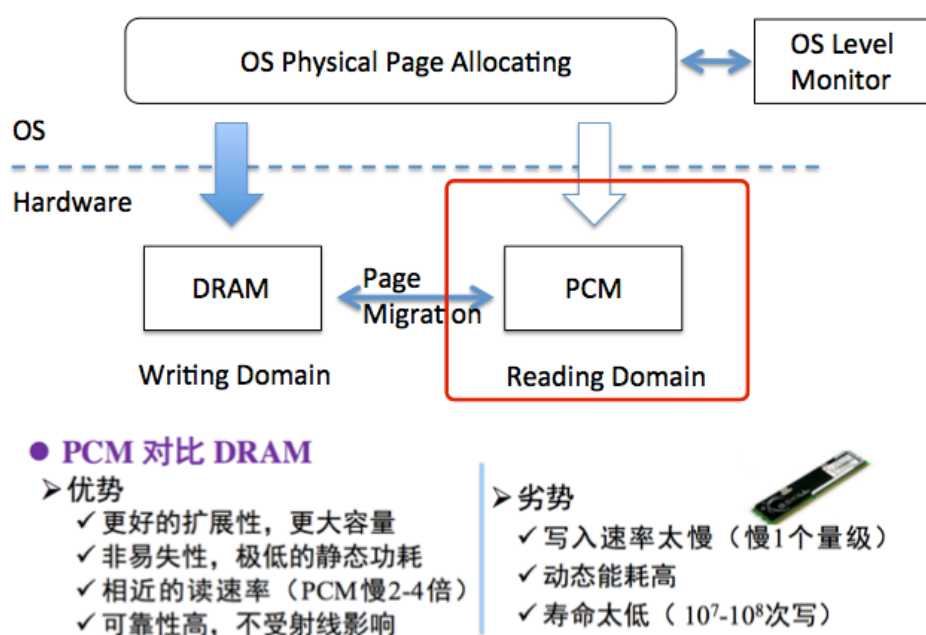 OS Physical Page Allocating
OS Level
Monitor
OS
Hardware
DRAM
Page
Migration
PCM
Writing Domain
Reading Domain
● PCM 对比 DRAM
➢ 优势
✓ 更好的扩展性，更大容量
✓ 非易失性，极低的静态功耗
✓ 相近的读速率（PCM慢2-4倍）
✓ 可靠性高，不受射线影响
➢ 劣势
✓ 写入速率太慢（慢1个量级）
✓ 动态能耗高
✓ 寿命太低（ 10⁷-10⁸次写）